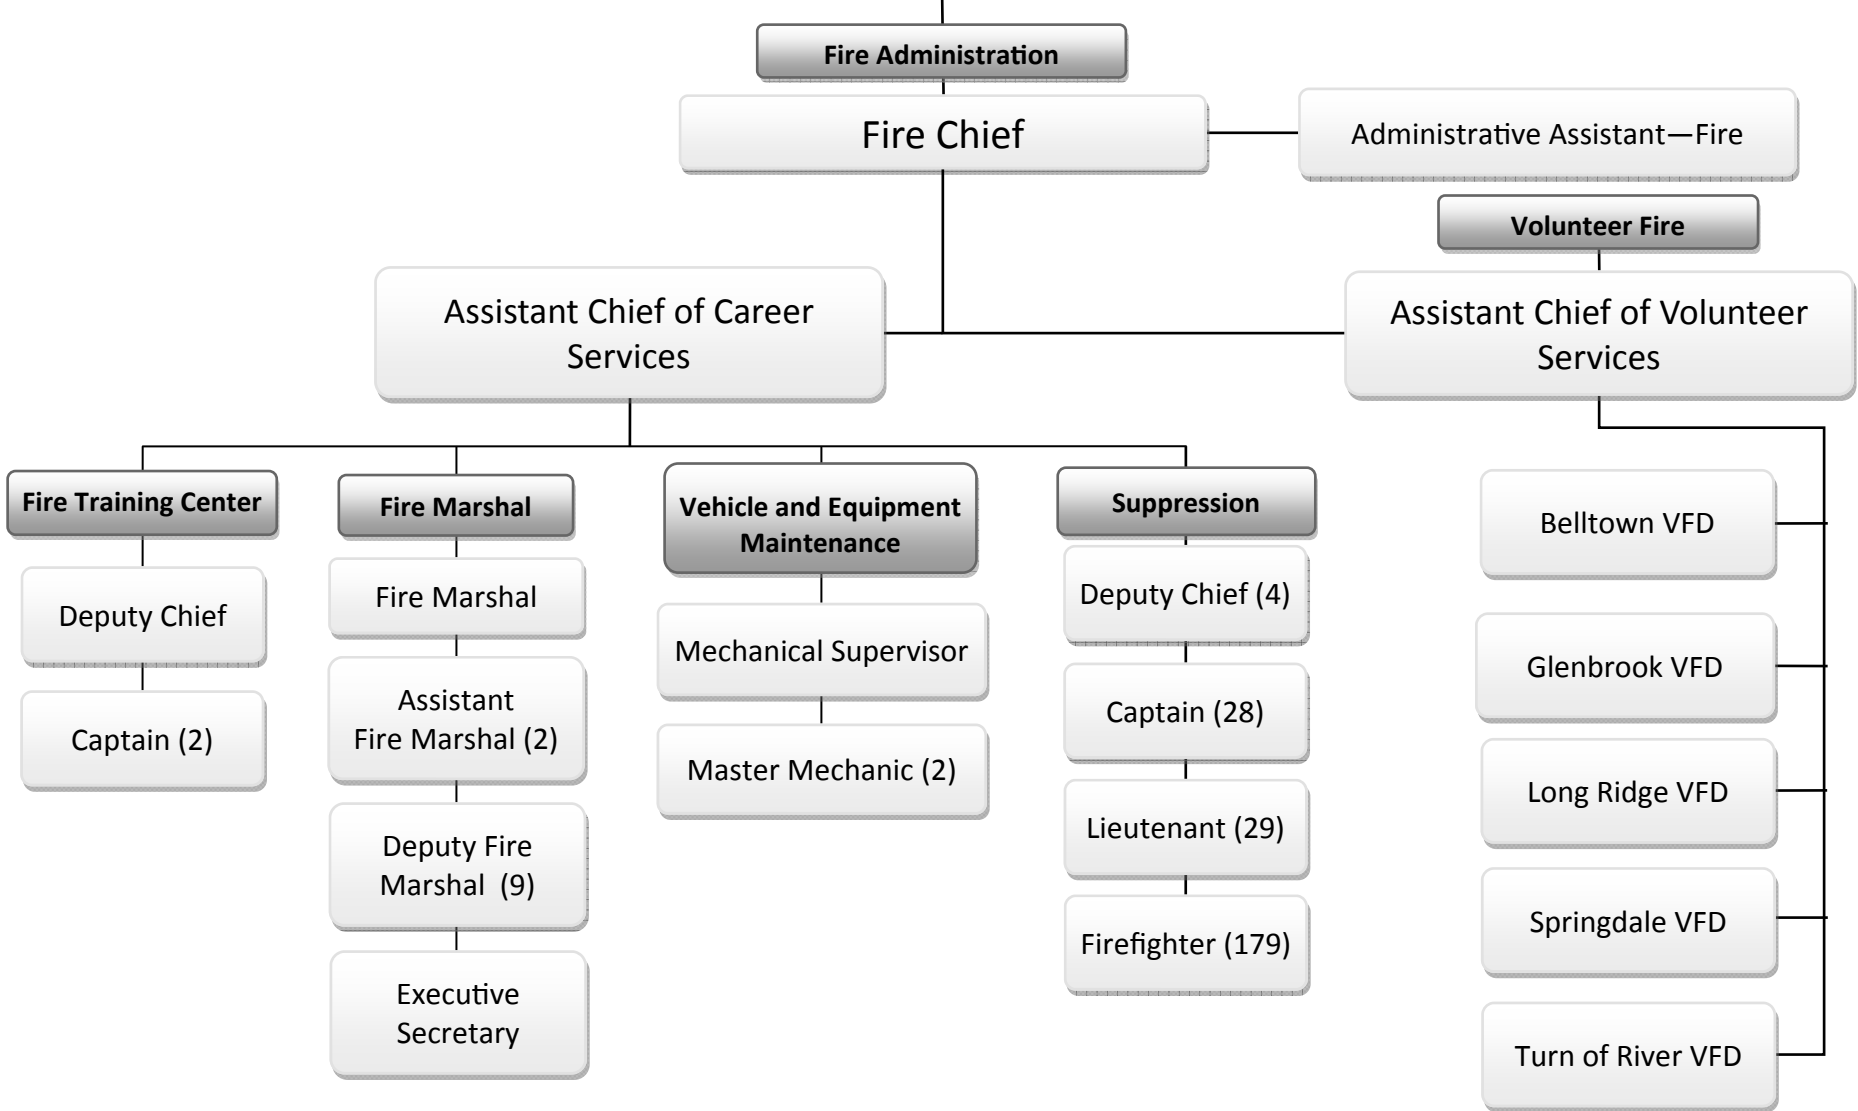 Fire Administration
Fire Chief
Administrative Assistant—Fire
Volunteer Fire
Assistant Chief of Career
Services
Assistant Chief of Volunteer
Services
Fire Training Center
Deputy Chief
Captain (2)
Fire Marshal
Fire Marshal
Assistant
Fire Marshal (2)
Deputy Fire
Marshal  (9)
Executive
Secretary
Vehicle and Equipment
Maintenance
Mechanical Supervisor
Master Mechanic (2)
Suppression
Deputy Chief (4)
Captain (28)
Lieutenant (29)
Firefighter (179)
Belltown VFD
Glenbrook VFD
Long Ridge VFD
Springdale VFD
Turn of River VFD